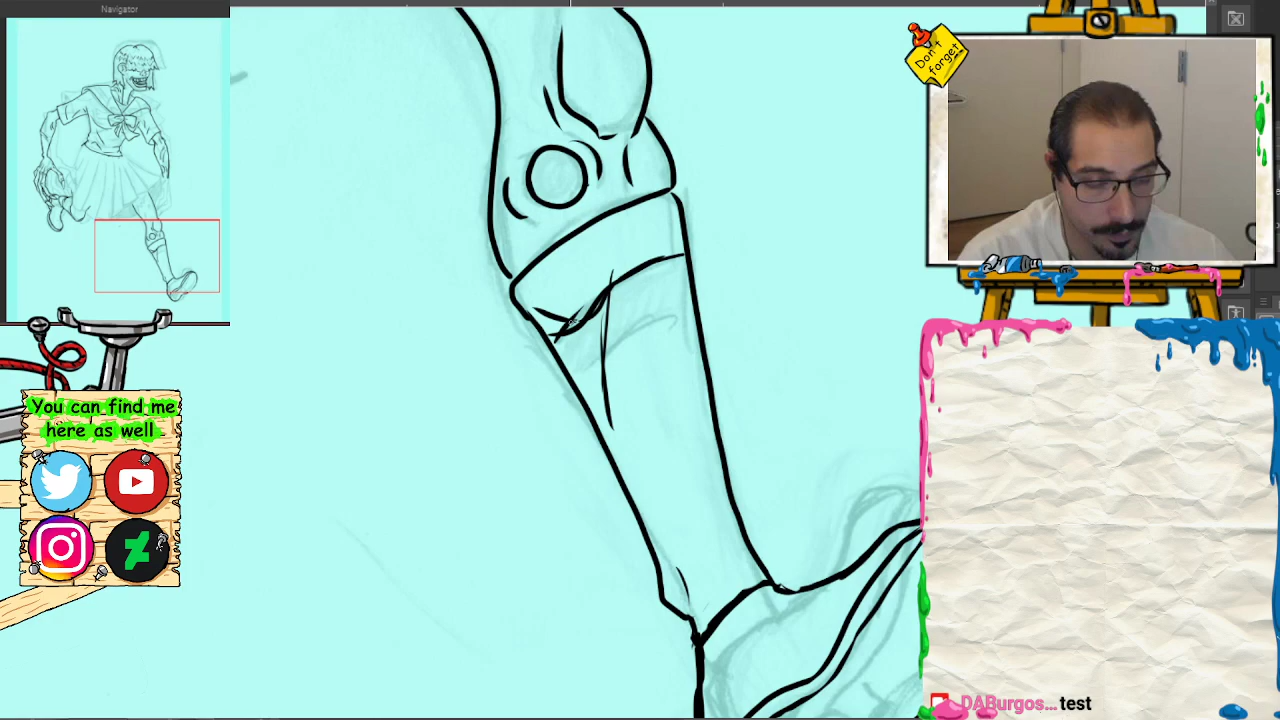 Navigator
Don't
forget
You can find me
here as well
DABurgos... test